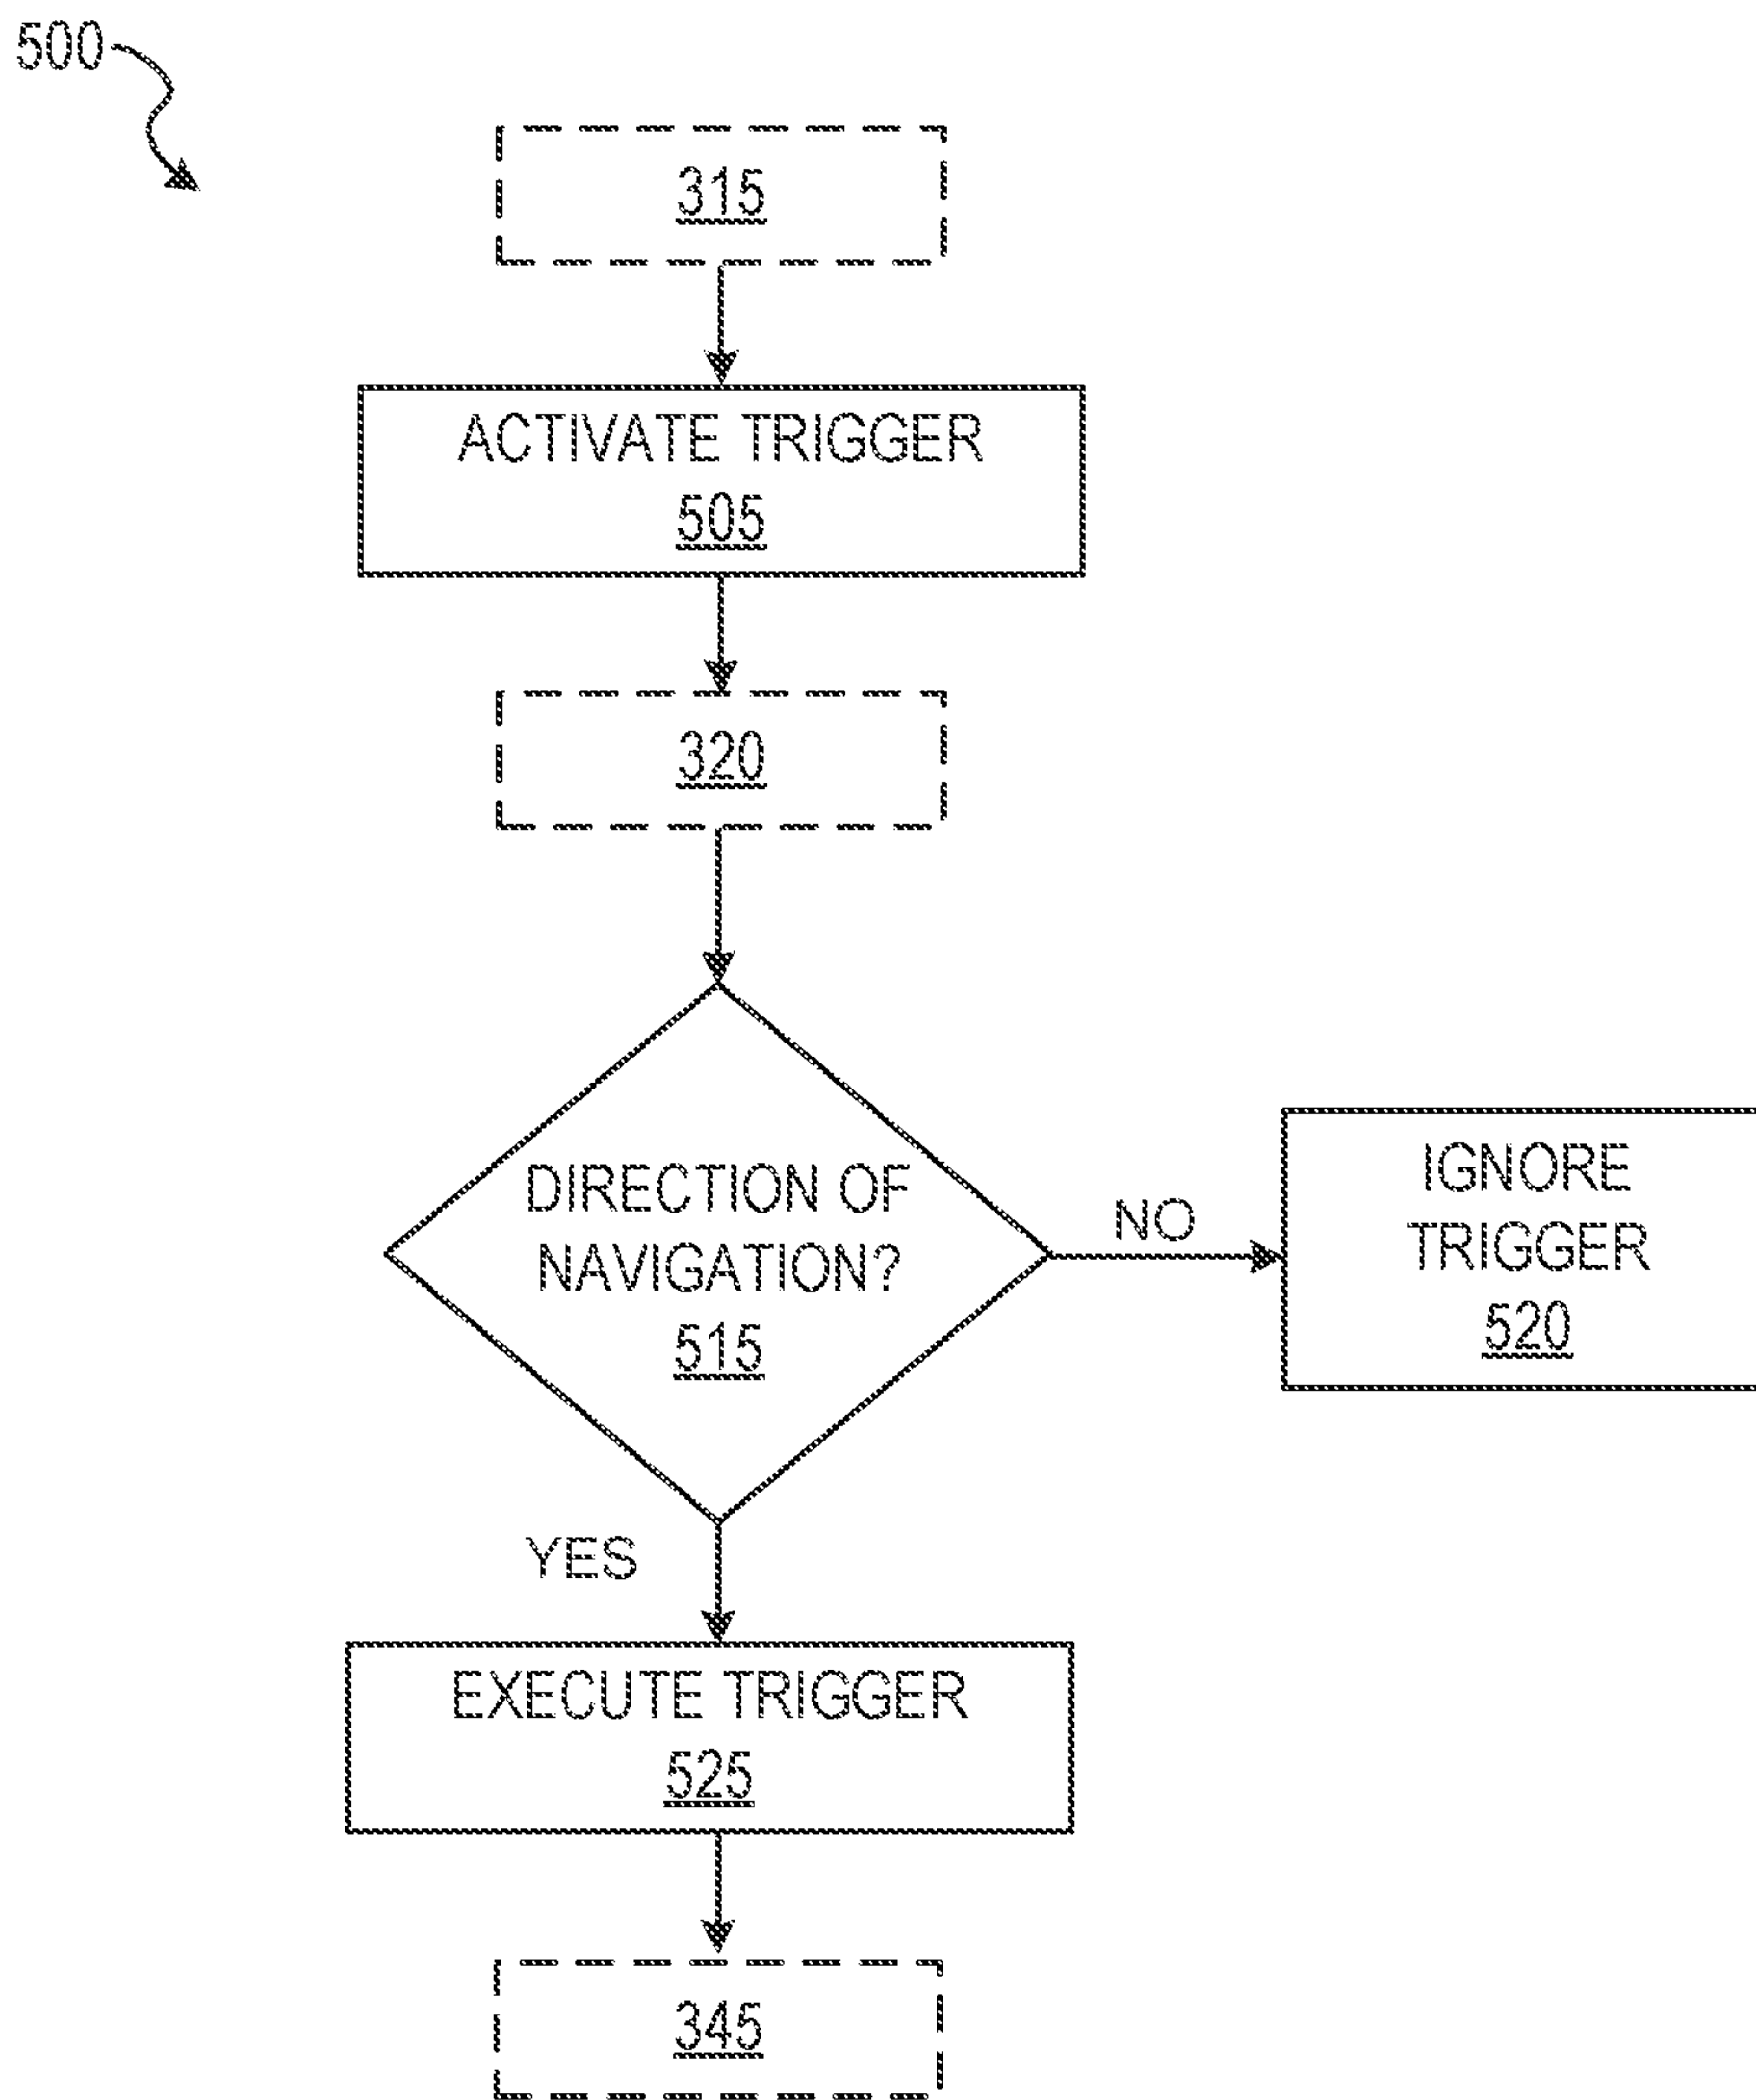 500
315
ACTIVATE TRIGGER
505
320
DIRECTION OF
NAVIGATION?
515
NO
IGNORE
TRIGGER
520
YES
EXECUTE TRIGGER
525
345